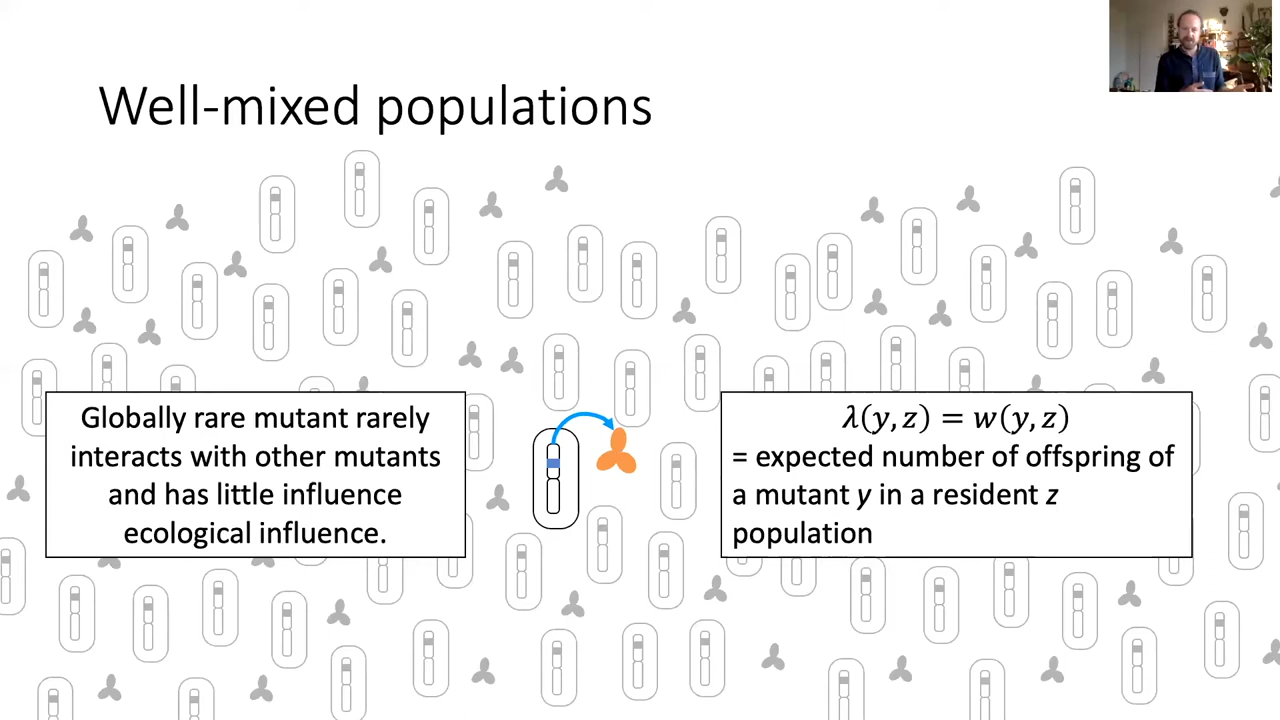 Well-mixed populations
Globally rare mutant rarely
interacts with other mutants
and has little influence
ecological influence.
λ(y, z) = w(y, z)
= expected number of offspring of
a mutant y in a resident z
population